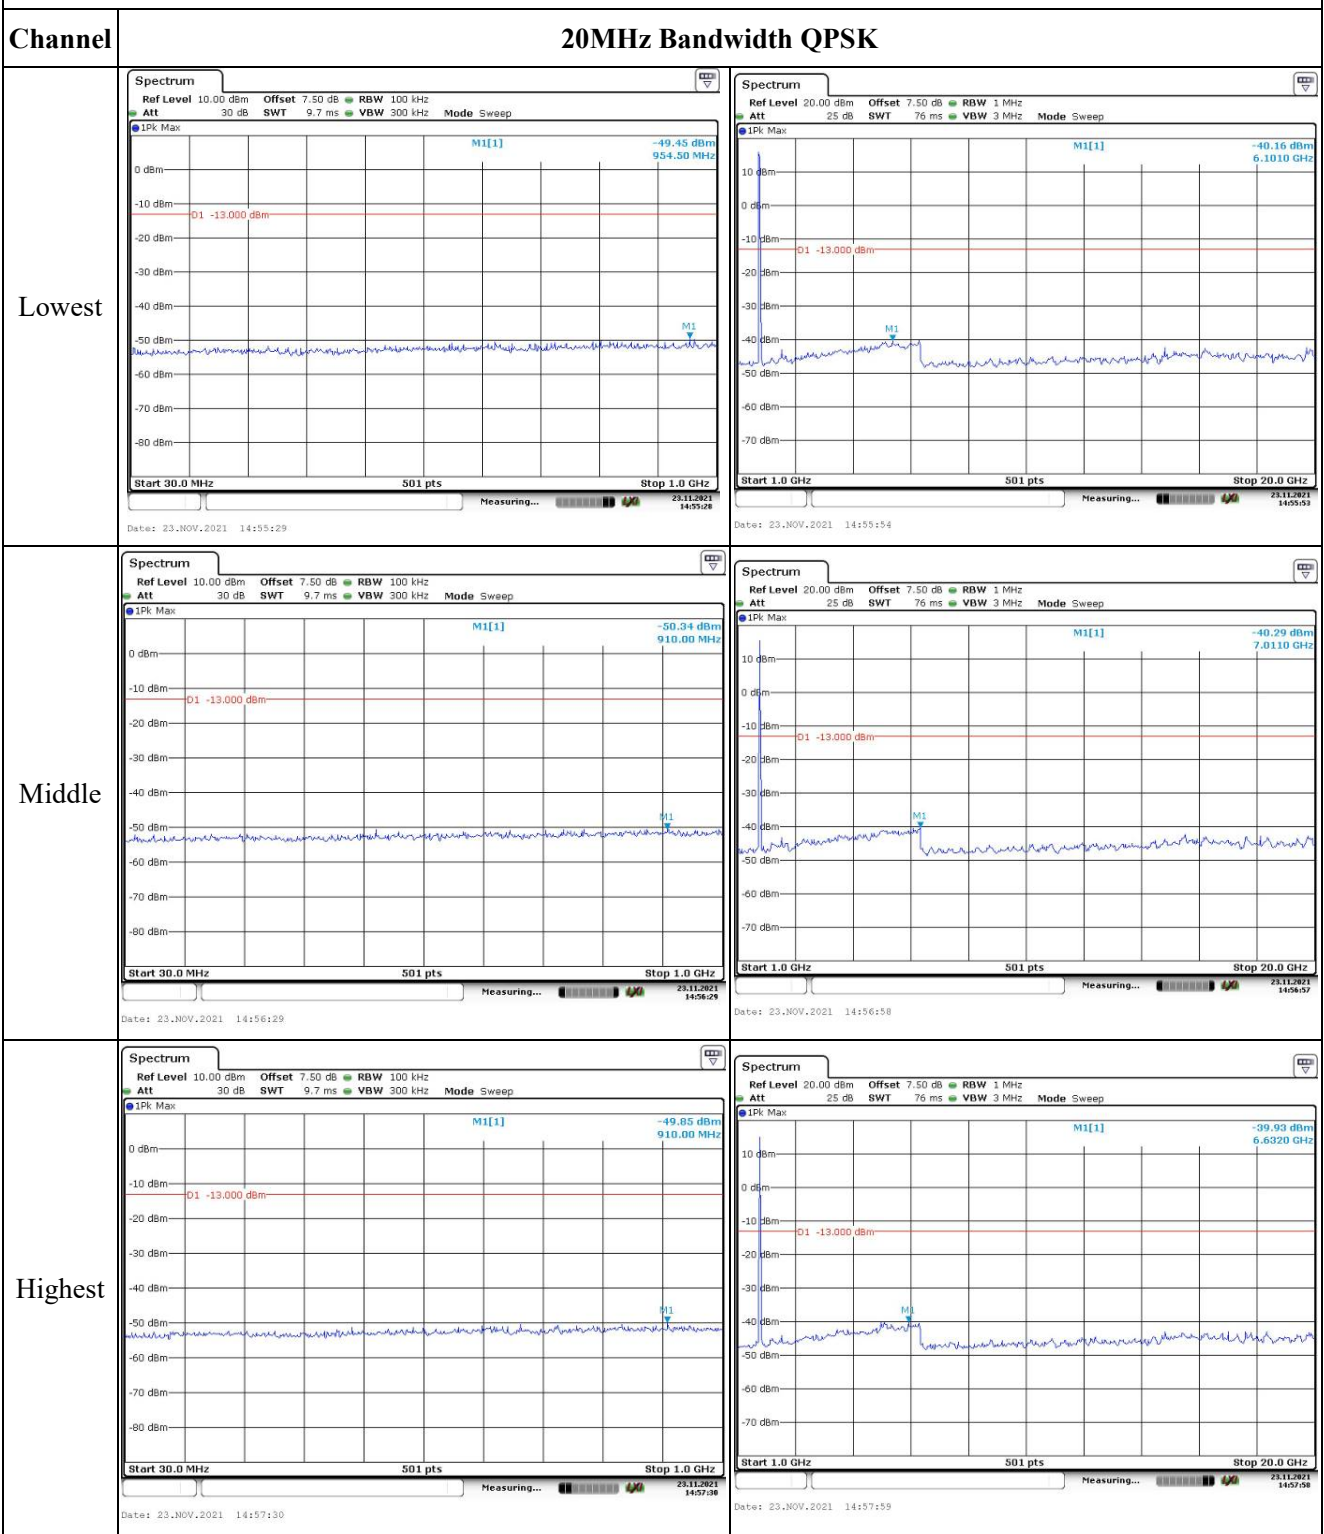 Channel 20MHz Bandwidth QPSK
Lowest
Spectrum
Ref Level 10.00 dBm Offset 7.50 dB RBW 100 kHz
Att 30 dB SWT 9.7 ms VBW 300 kHz Mode Sweep
1Pk Max
M1[1] -49.45 dBm
954.50 MHz
0 dBm
-10 dBm
D1 -13.000 dBm
-20 dBm
-30 dBm
-40 dBm
M1
-50 dBm
-60 dBm
-70 dBm
-80 dBm
Start 30.0 MHz 501 pts Stop 1.0 GHz
Measuring... 23.11.2021
14:55:28
Date: 23.NOV.2021 14:55:29
Spectrum
Ref Level 20.00 dBm Offset 7.50 dB RBW 1 MHz
Att 25 dB SWT 76 ms VBW 3 MHz Mode Sweep
1Pk Max
M1[1] -40.16 dBm
6.1010 GHz
10 dBm
0 dBm
-10 dBm
D1 -13.000 dBm
-20 dBm
-30 dBm
M1
-40 dBm
-50 dBm
-60 dBm
-70 dBm
Start 1.0 GHz 501 pts Stop 20.0 GHz
Measuring... 23.11.2021
14:55:53
Date: 23.NOV.2021 14:55:54
Middle
Spectrum
Ref Level 10.00 dBm Offset 7.50 dB RBW 100 kHz
Att 30 dB SWT 9.7 ms VBW 300 kHz Mode Sweep
1Pk Max
M1[1] -50.34 dBm
910.00 MHz
0 dBm
-10 dBm
D1 -13.000 dBm
-20 dBm
-30 dBm
-40 dBm
M1
-50 dBm
-60 dBm
-70 dBm
-80 dBm
Start 30.0 MHz 501 pts Stop 1.0 GHz
Measuring... 23.11.2021
14:56:29
Date: 23.NOV.2021 14:56:29
Spectrum
Ref Level 20.00 dBm Offset 7.50 dB RBW 1 MHz
Att 25 dB SWT 76 ms VBW 3 MHz Mode Sweep
1Pk Max
M1[1] -40.29 dBm
7.0110 GHz
10 dBm
0 dBm
-10 dBm
D1 -13.000 dBm
-20 dBm
-30 dBm
M1
-40 dBm
-50 dBm
-60 dBm
-70 dBm
Start 1.0 GHz 501 pts Stop 20.0 GHz
Measuring... 23.11.2021
14:56:57
Date: 23.NOV.2021 14:56:58
Highest
Spectrum
Ref Level 10.00 dBm Offset 7.50 dB RBW 100 kHz
Att 30 dB SWT 9.7 ms VBW 300 kHz Mode Sweep
1Pk Max
M1[1] -49.85 dBm
910.00 MHz
0 dBm
-10 dBm
D1 -13.000 dBm
-20 dBm
-30 dBm
-40 dBm
M1
-50 dBm
-60 dBm
-70 dBm
-80 dBm
Start 30.0 MHz 501 pts Stop 1.0 GHz
Measuring... 23.11.2021
14:57:30
Date: 23.NOV.2021 14:57:30
Spectrum
Ref Level 20.00 dBm Offset 7.50 dB RBW 1 MHz
Att 25 dB SWT 76 ms VBW 3 MHz Mode Sweep
1Pk Max
M1[1] -39.93 dBm
6.6320 GHz
10 dBm
0 dBm
-10 dBm
D1 -13.000 dBm
-20 dBm
-30 dBm
M1
-40 dBm
-50 dBm
-60 dBm
-70 dBm
Start 1.0 GHz 501 pts Stop 20.0 GHz
Measuring... 23.11.2021
14:57:58
Date: 23.NOV.2021 14:57:59